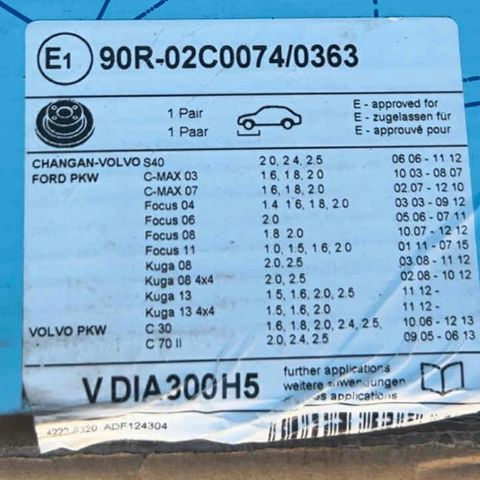 E1 90R-02C0074/0363
1 Pair E - approved for
1 Paar E - zugelassen für
E - approuvé pour
CHANGAN-VOLVO S40 2.0, 2.4, 2.5 06.06 - 11.12
FORD PKW C-MAX 03 1.6, 1.8, 2.0 10.03 - 08.07
C-MAX 07 1.6, 1.8, 2.0 02.07 - 12.10
Focus 04 1.4 1.6, 1.8, 2.0 03.03 - 09.12
Focus 06 2.0 05.06 - 07.11
Focus 08 1.8 2.0 10.07 - 12.12
Focus 11 1.0, 1.5, 1.6, 2.0 01.11 - 07.15
Kuga 08 2.0, 2.5 03.08 - 11.12
Kuga 08 4x4 2.0, 2.5 02.08 - 10.12
Kuga 13 1.5, 1.6, 2.0, 2.5 11.12 -
Kuga 13 4x4 1.5, 1.6, 2.0 11.12 -
VOLVO PKW C 30 1.6, 1.8, 2.0, 2.4, 2.5 10.06 - 12.13
C 70 II 2.0, 2.4, 2.5 09.05 - 06.13
V DIA300H5 further applications
weitere Anwendungen
applications
ADF124304